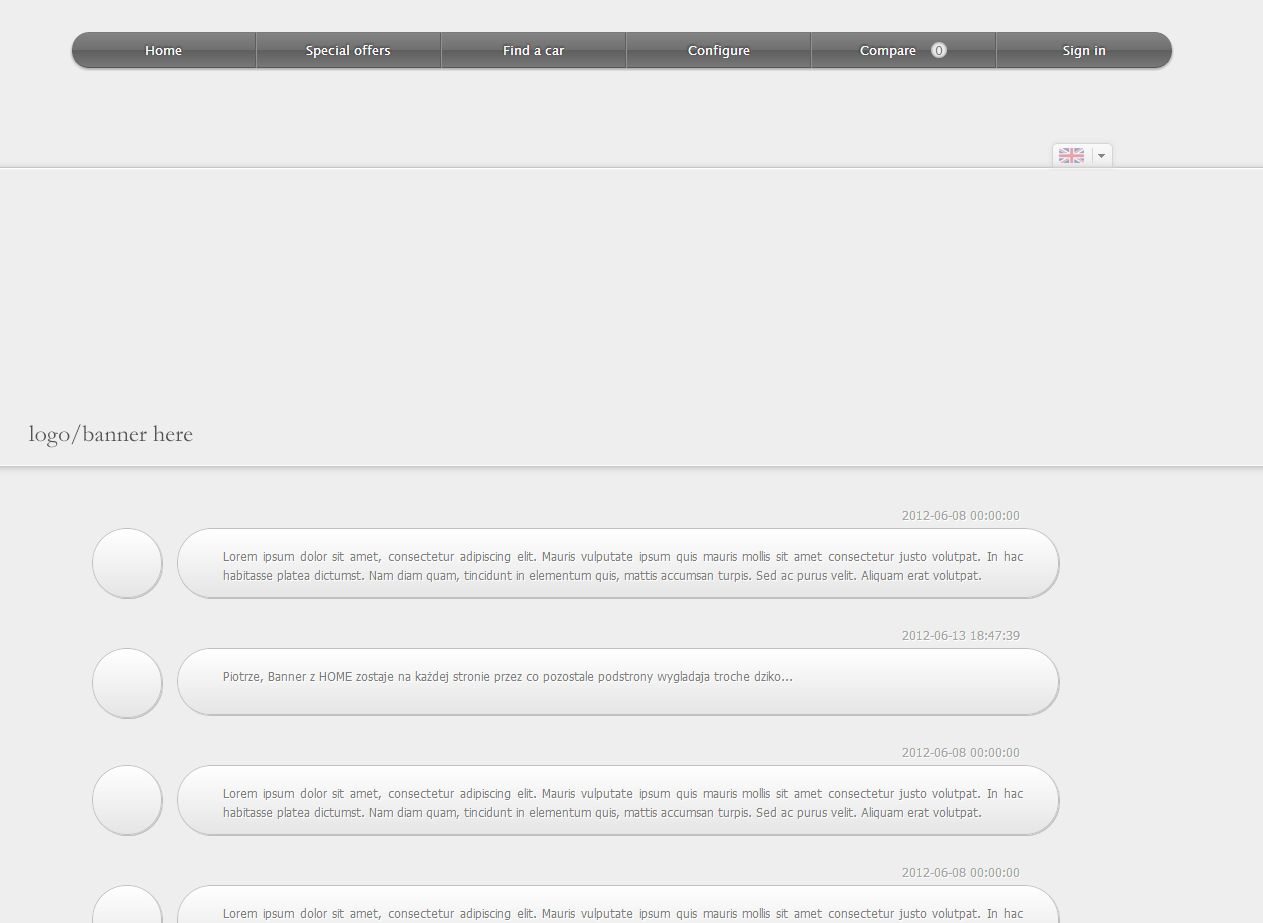 Home Special offers Find a car Configure Compare 0 Sign in
logo/banner here
2012-06-08 00:00:00
Lorem ipsum dolor sit amet, consectetur adipiscing elit. Mauris vulputate ipsum quis mauris mollis sit amet consectetur justo volutpat. In hac
habitasse platea dictumst. Nam diam quam, tincidunt in elementum quis, mattis accumsan turpis. Sed ac purus velit. Aliquam erat volutpat.
2012-06-13 18:47:39
Piotrze, Banner z HOME zostaje na każdej stronie przez co pozostale podstrony wygladaja troche dziko...
2012-06-08 00:00:00
Lorem ipsum dolor sit amet, consectetur adipiscing elit. Mauris vulputate ipsum quis mauris mollis sit amet consectetur justo volutpat. In hac
habitasse platea dictumst. Nam diam quam, tincidunt in elementum quis, mattis accumsan turpis. Sed ac purus velit. Aliquam erat volutpat.
2012-06-08 00:00:00
Lorem ipsum dolor sit amet, consectetur adipiscing elit. Mauris vulputate ipsum quis mauris mollis sit amet consectetur justo volutpat. In hac